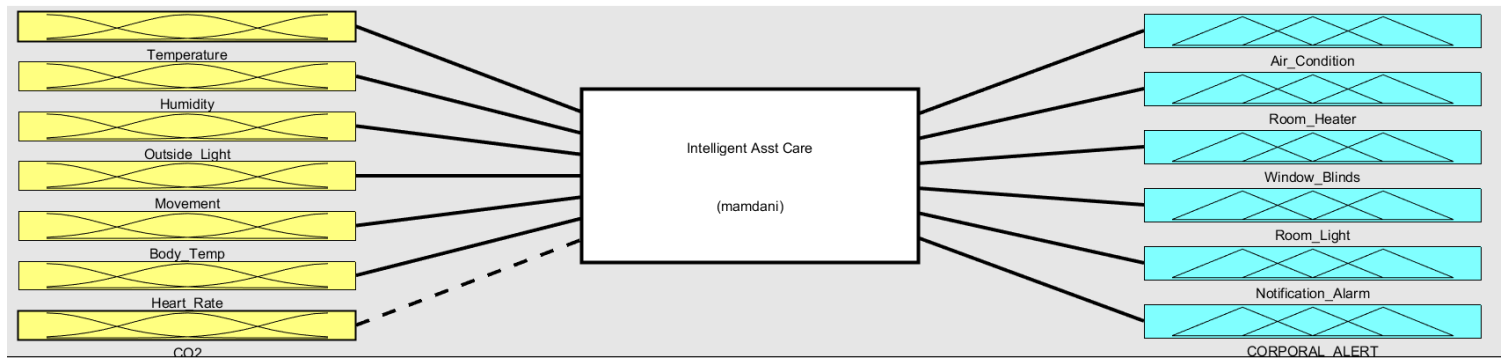 Temperature
Humidity
Outside_Light
Movement
Body_Temp
Heart_Rate
CO2
Intelligent Asst Care
(mamdani)
Air_Condition
Room_Heater
Window_Blinds
Room_Light
Notification_Alarm
CORPORAL_ALERT